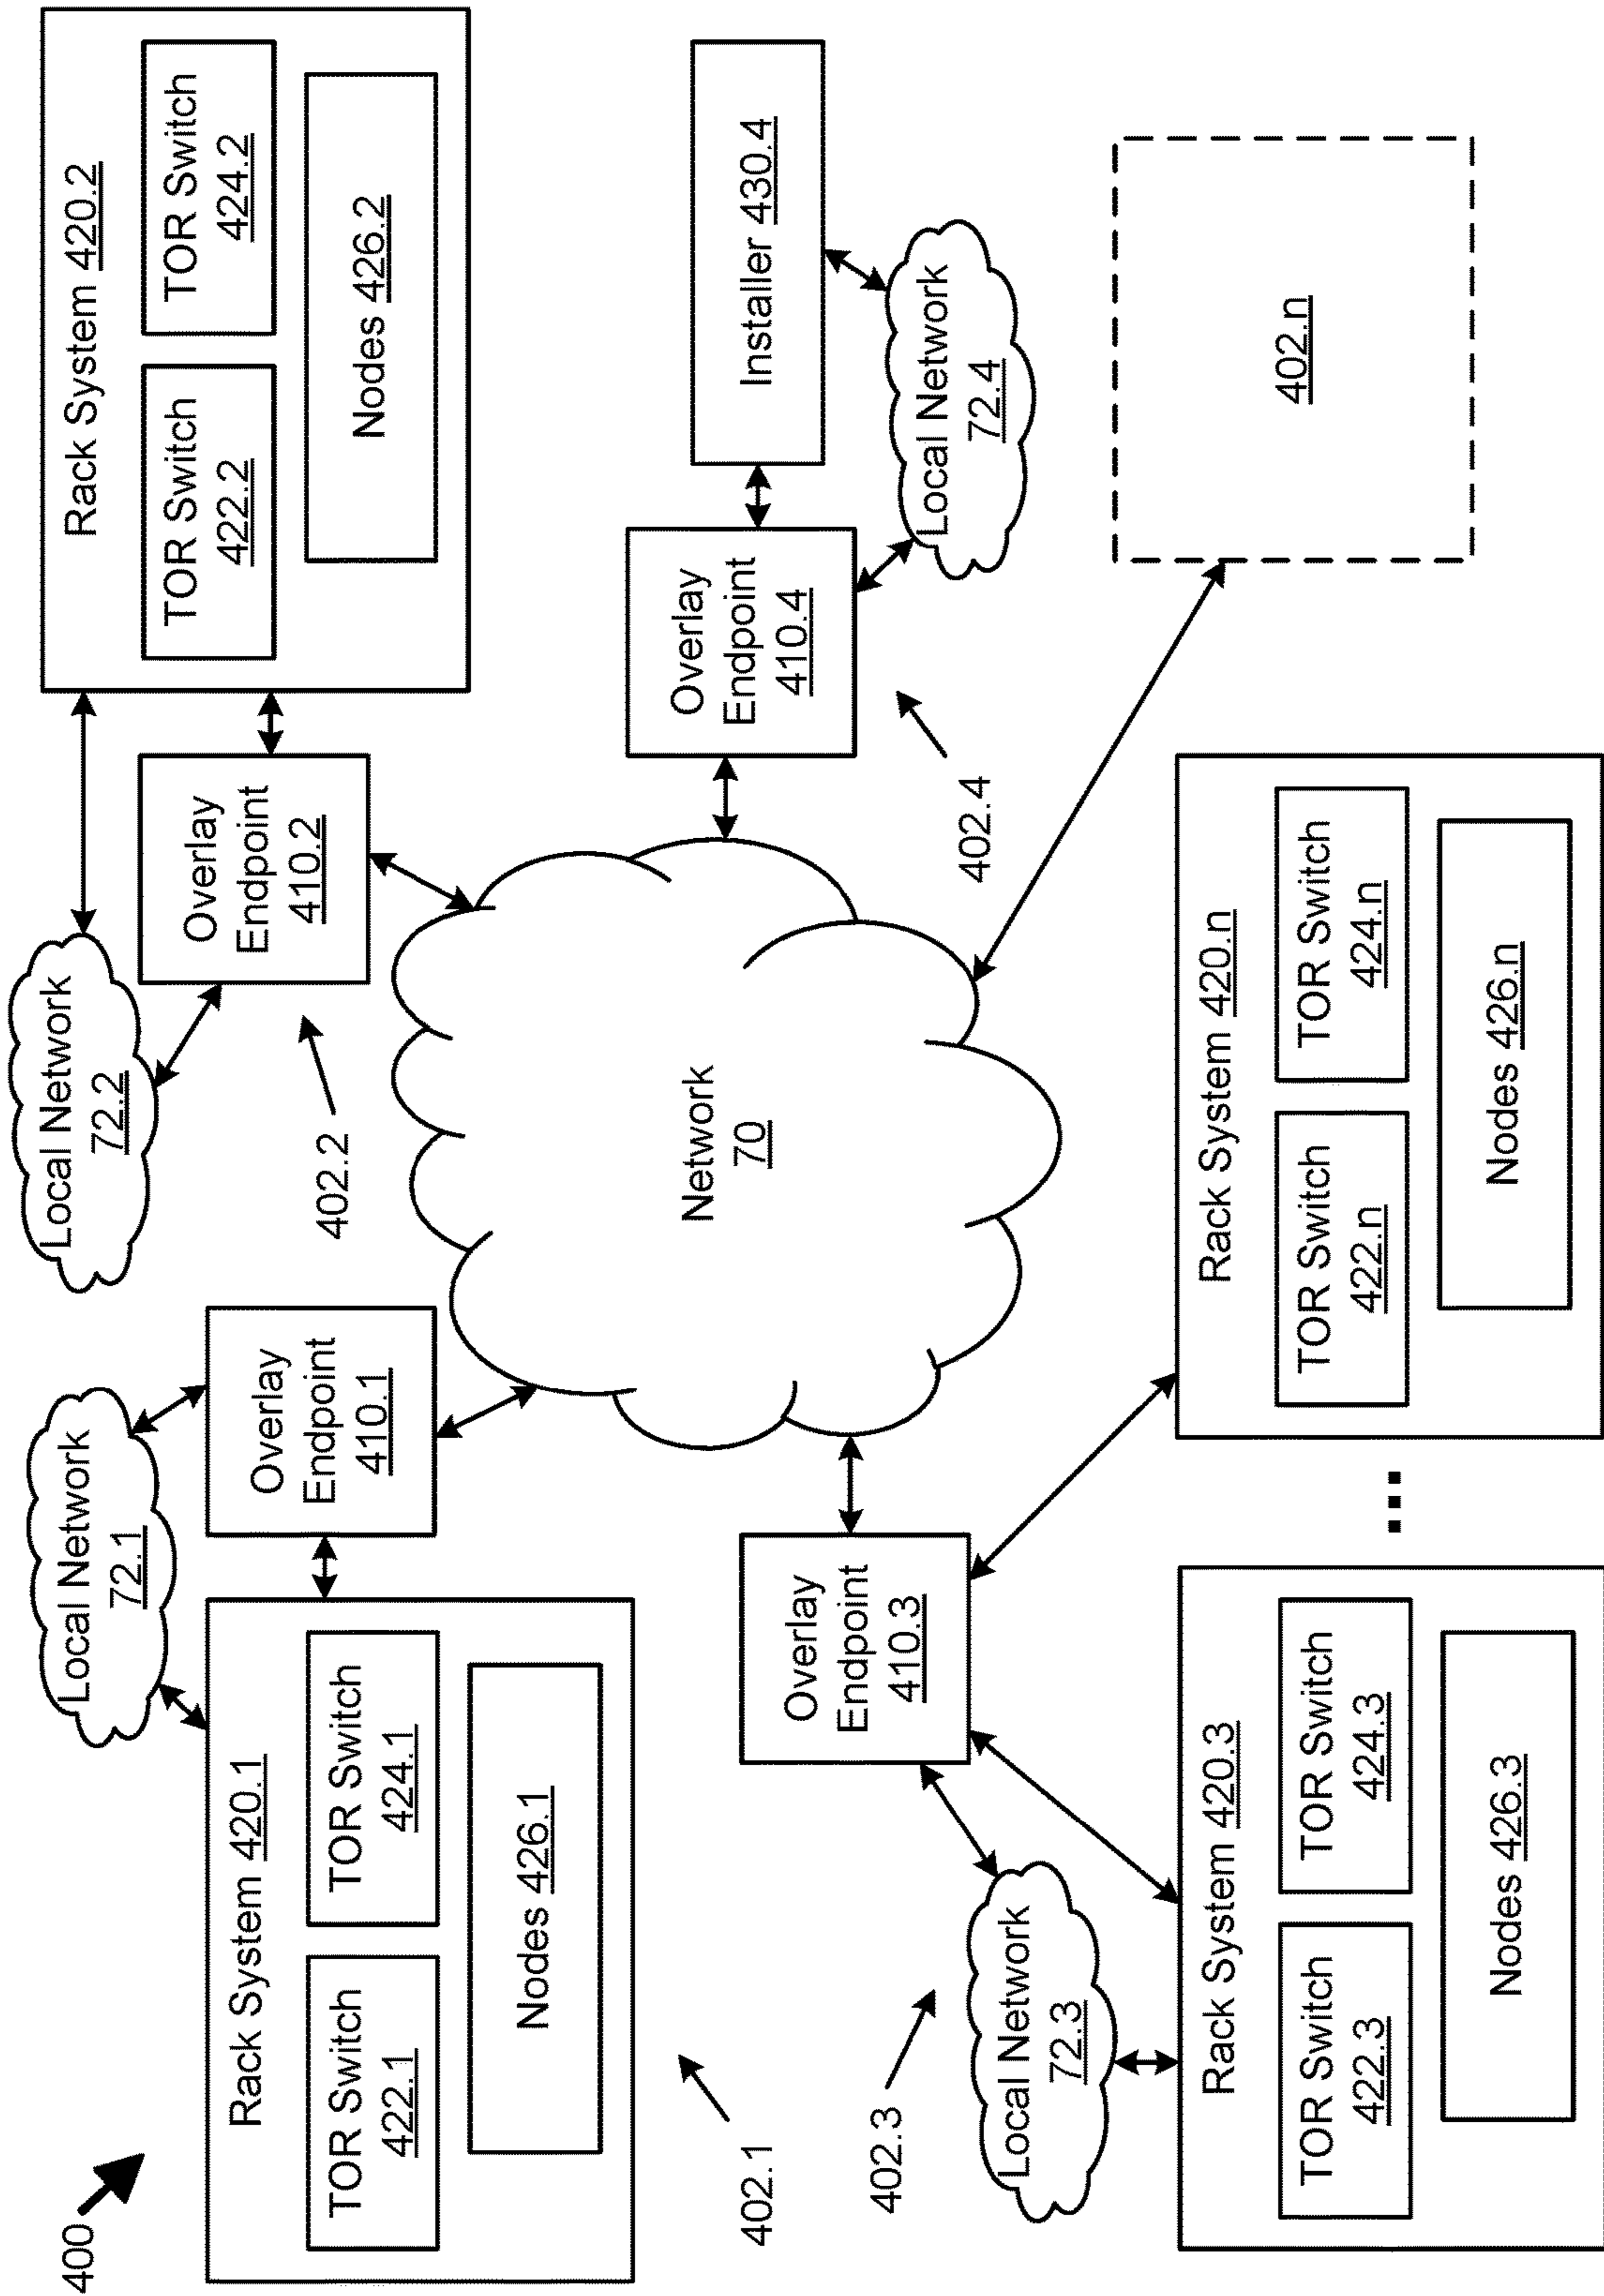 400
Rack System 420.1
TOR Switch
422.1
TOR Switch
424.1
Nodes 426.1
402.1
Local Network
72.1
Overlay
Endpoint
410.1
Local Network
72.2
Overlay
Endpoint
410.2
402.2
Rack System 420.2
TOR Switch
422.2
TOR Switch
424.2
Nodes 426.2
Network
70
Overlay
Endpoint
410.4
402.4
Installer 430.4
Local Network
72.4
402.n
Overlay
Endpoint
410.3
402.3
Local Network
72.3
Rack System 420.3
TOR Switch
422.3
TOR Switch
424.3
Nodes 426.3
...
Rack System 420.n
TOR Switch
422.n
TOR Switch
424.n
Nodes 426.n